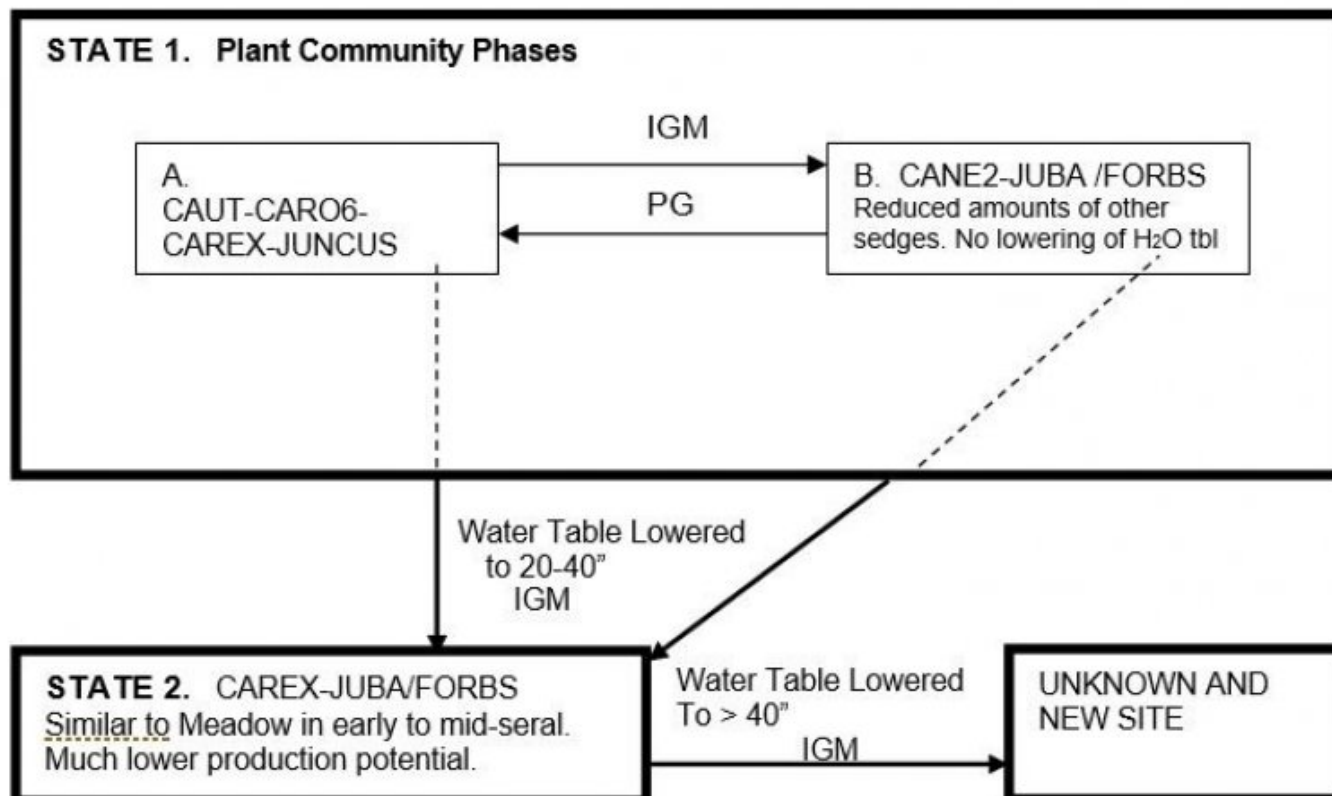 STATE 1. Plant Community Phases
IGM
A.
CAUT-CARO6-
CAREX-JUNCUS
PG
B. CANE2-JUBA /FORBS
Reduced amounts of other
sedges. No lowering of H₂O tbl
Water Table Lowered
to 20-40”
IGM
STATE 2. CAREX-JUBA/FORBS
Similar to Meadow in early to mid-seral.
Much lower production potential.
Water Table Lowered
To > 40”
IGM
UNKNOWN AND
NEW SITE